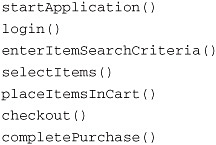 startApplication()
login()
enterItemSearchCriteria()
selectItems()
placeItemsInCart()
checkout()
completePurchase()